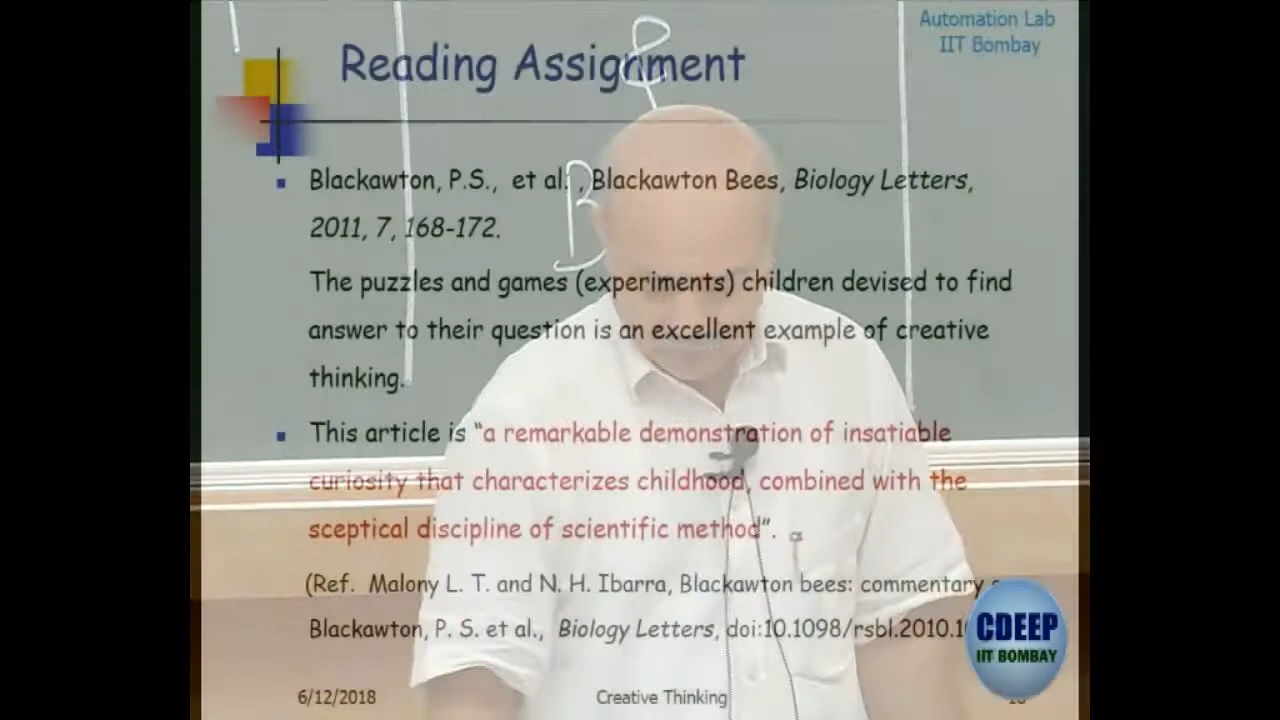 Automation Lab
IIT Bombay
Reading Assignment
Blackawton, P.S., et al., Blackawton Bees, Biology Letters,
2011, 7, 168-172.
The puzzles and games (experiments) children devised to find
answer to their question is an excellent example of creative
thinking.
This article is "a remarkable demonstration of insatiable
curiosity that characterizes childhood, combined with the
sceptical discipline of scientific method".
(Ref. Malony L. T. and N. H. Ibarra, Blackawton bees: commentary
Blackawton, P. S. et al., Biology Letters, doi:10.1098/rsbl.2010.1
CDEEP
IIT BOMBAY
6/12/2018
Creative Thinking